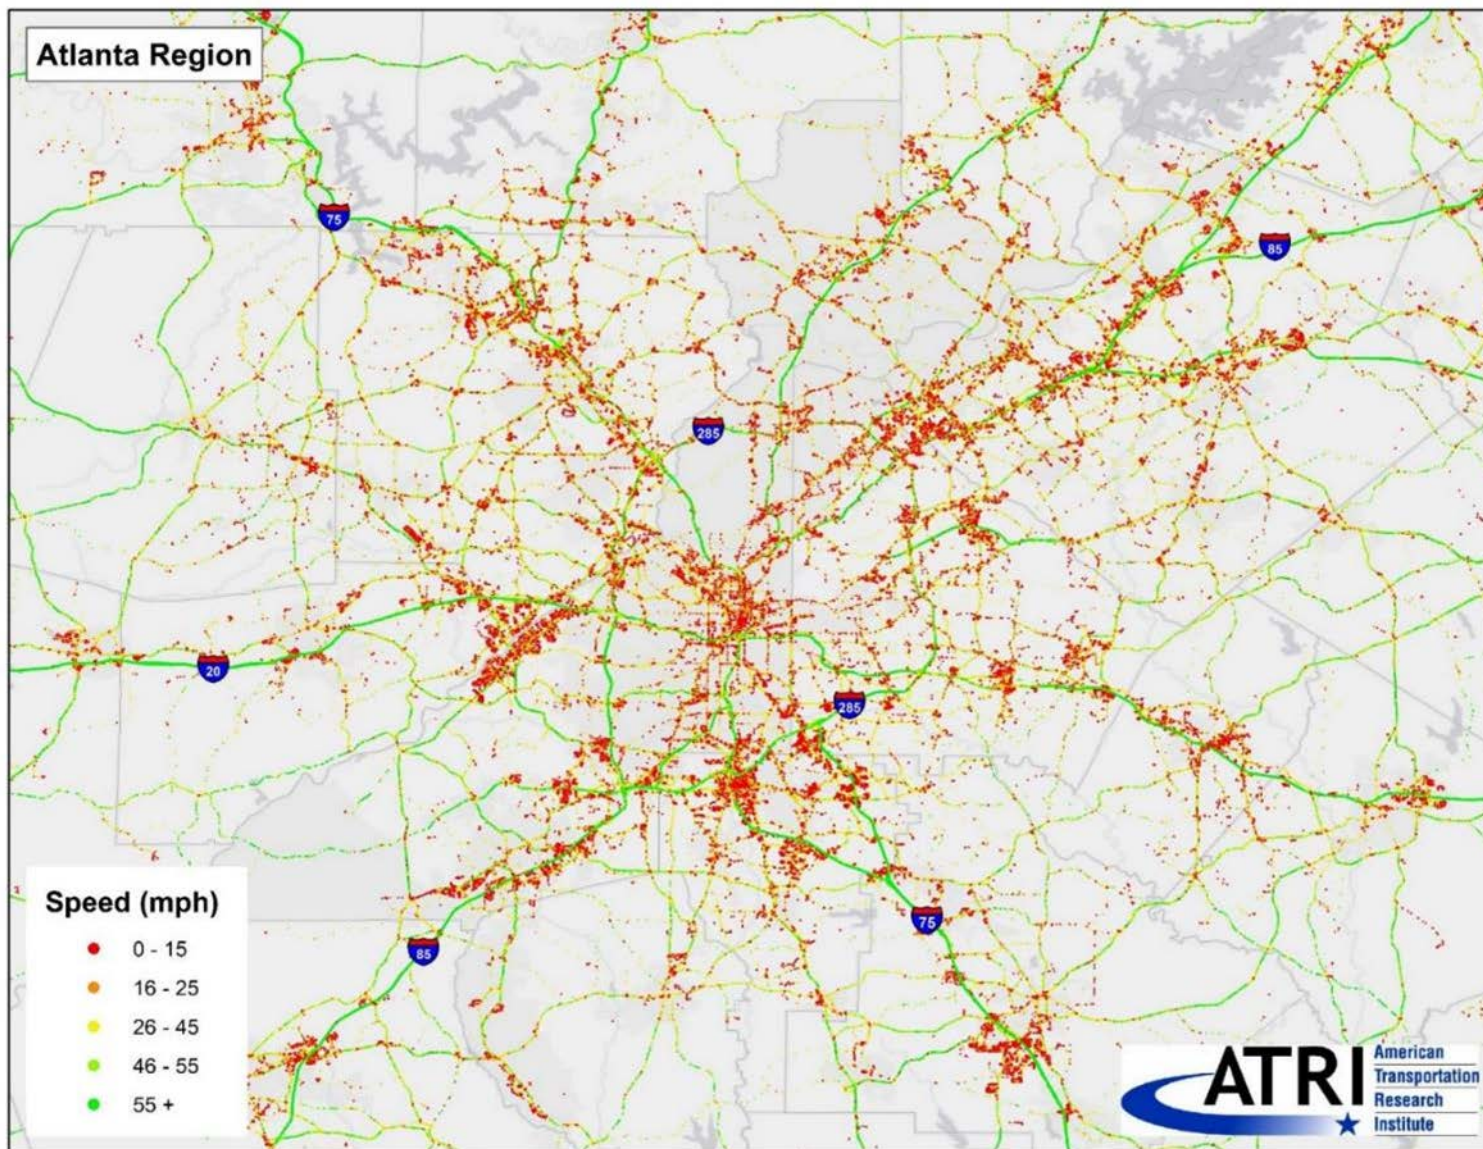 Atlanta Region
75
85
285
20
285
75
85
Speed (mph)
0 - 15
16 - 25
26 - 45
46 - 55
55 +
ATRI
American
Transportation
Research
Institute